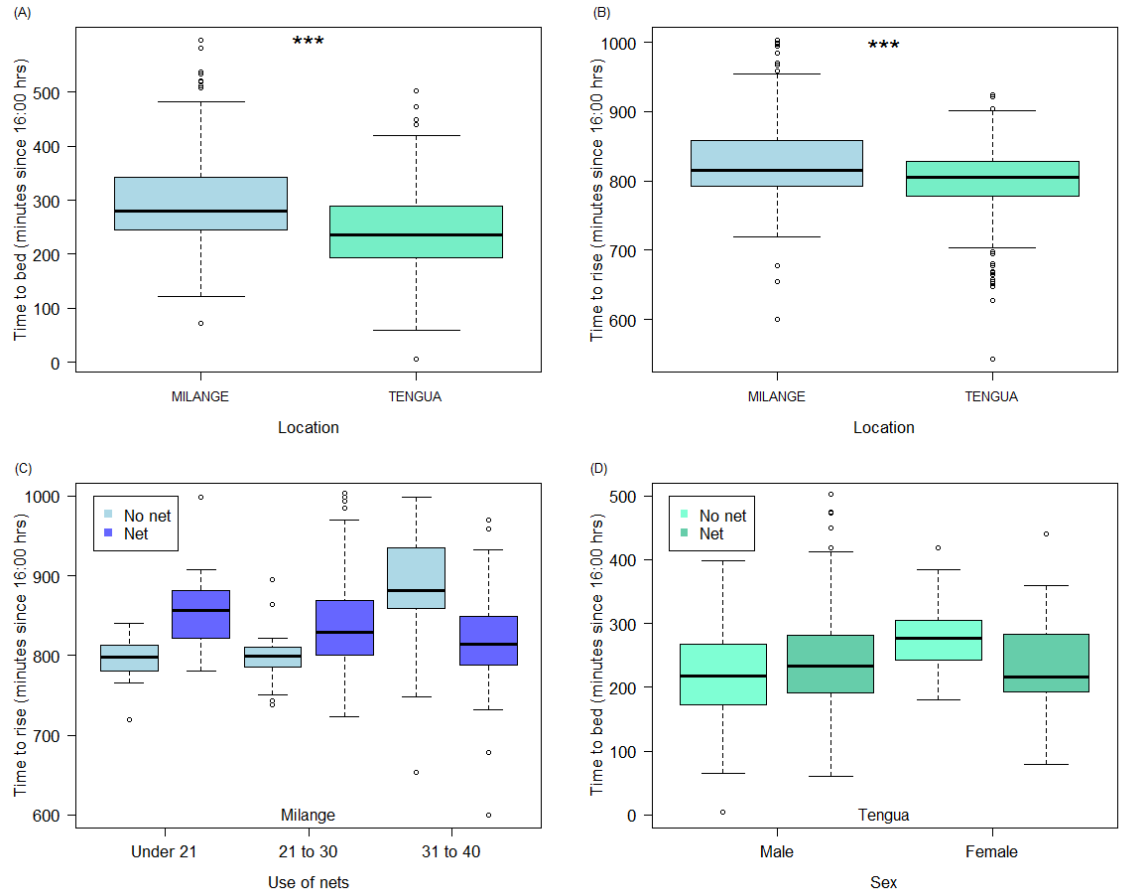 (A)
***
Time to bed (minutes since 16:00 hrs)
500
400
300
200
100
0
MILANGE
TENGUA
Location
(B)
***
Time to rise (minutes since 16:00 hrs)
1000
900
800
700
600
MILANGE
TENGUA
Location
(C)
No net
Net
Time to rise (minutes since 16:00 hrs)
1000
900
800
700
600
Milange
Under 21
21 to 30
31 to 40
Use of nets
(D)
No net
Net
Time to bed (minutes since 16:00 hrs)
500
400
300
200
100
0
Tengua
Male
Female
Sex